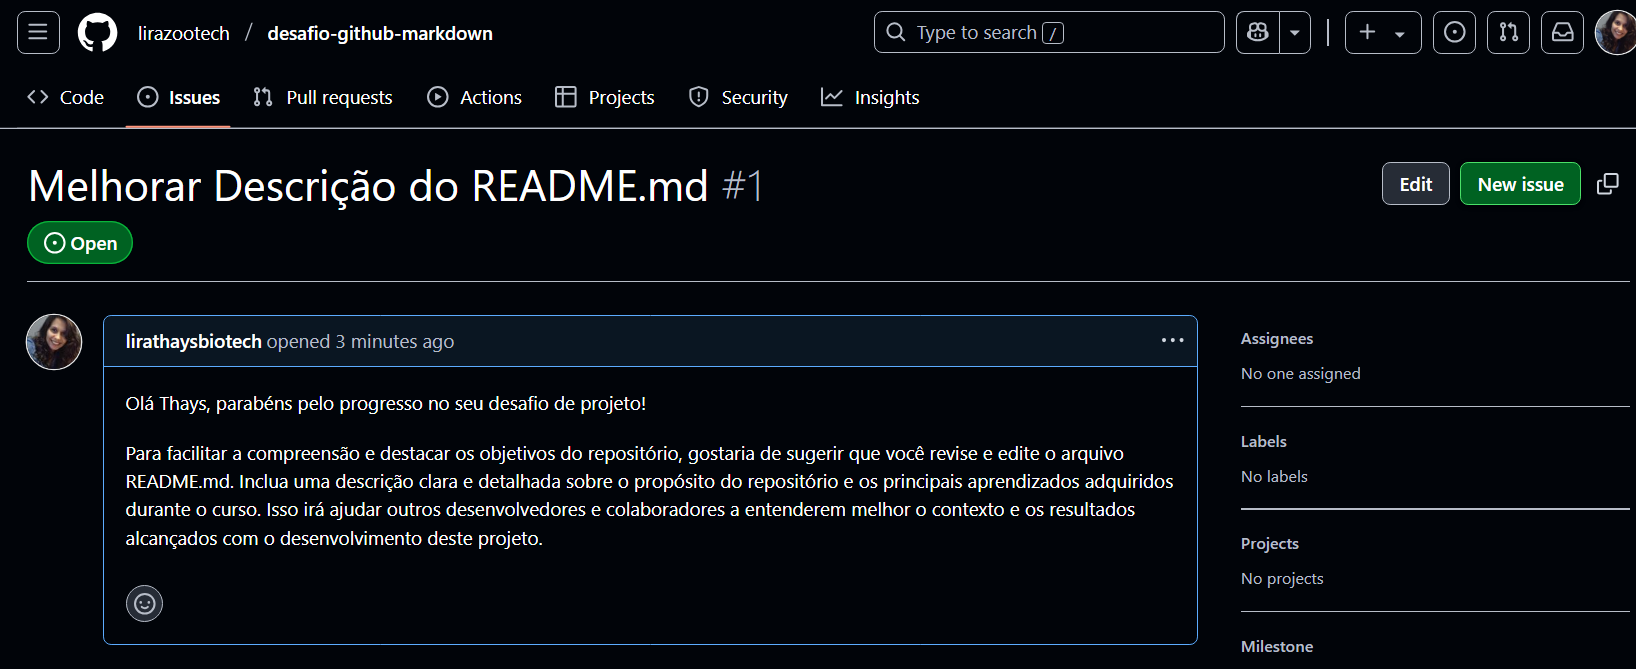 lirazootech / desafio-github-markdown
Type to search /
Code Issues Pull requests Actions Projects Security Insights
Melhorar Descrição do README.md #1
Edit New issue
Open
lirathaysbiotech opened 3 minutes ago
Olá Thays, parabéns pelo progresso no seu desafio de projeto!
Para facilitar a compreensão e destacar os objetivos do repositório, gostaria de sugerir que você revise e edite o arquivo
README.md. Inclua uma descrição clara e detalhada sobre o propósito do repositório e os principais aprendizados adquiridos
durante o curso. Isso irá ajudar outros desenvolvedores e colaboradores a entenderem melhor o contexto e os resultados
alcançados com o desenvolvimento deste projeto.
Assignees
No one assigned
Labels
No labels
Projects
No projects
Milestone